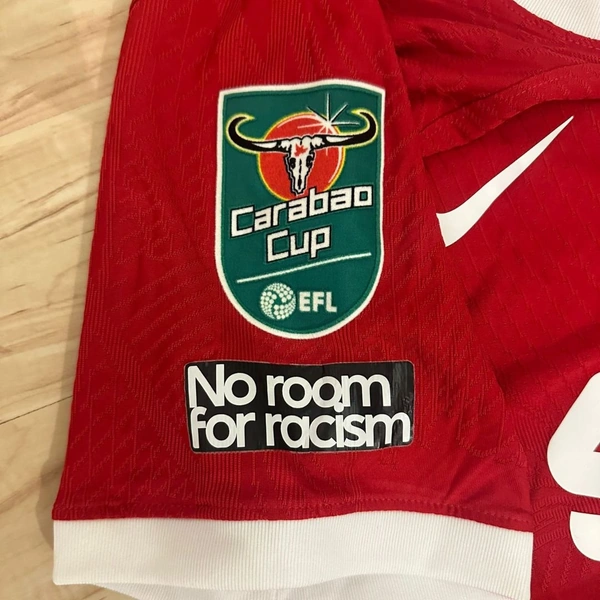 Carabao
Cup
EFL
No room
for racism
S